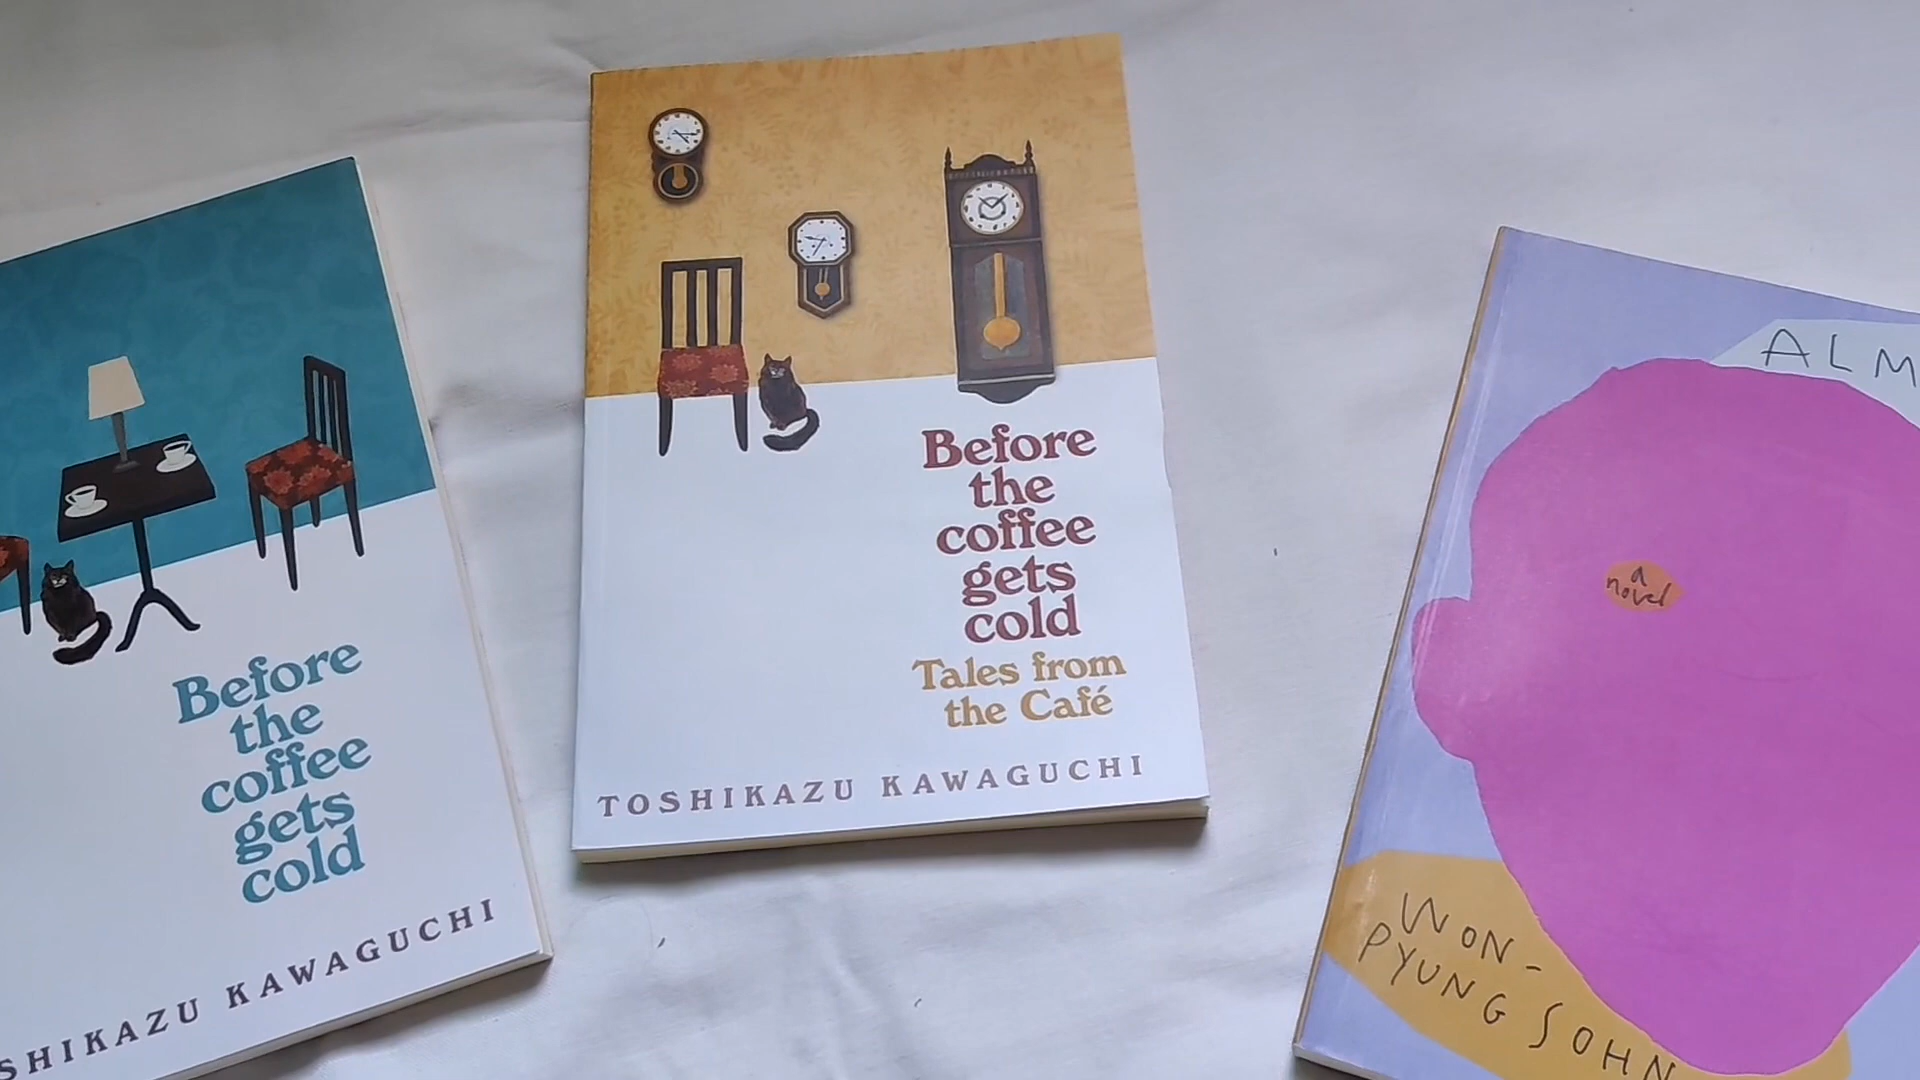 Before
the
coffee
gets
cold
SHIKAZU KAWAGUCHI
Before
the
coffee
gets
cold
Tales from
the Café
TOSHIKAZU KAWAGUCHI
ALM
a
novel
WON-
PYUNG SOHN